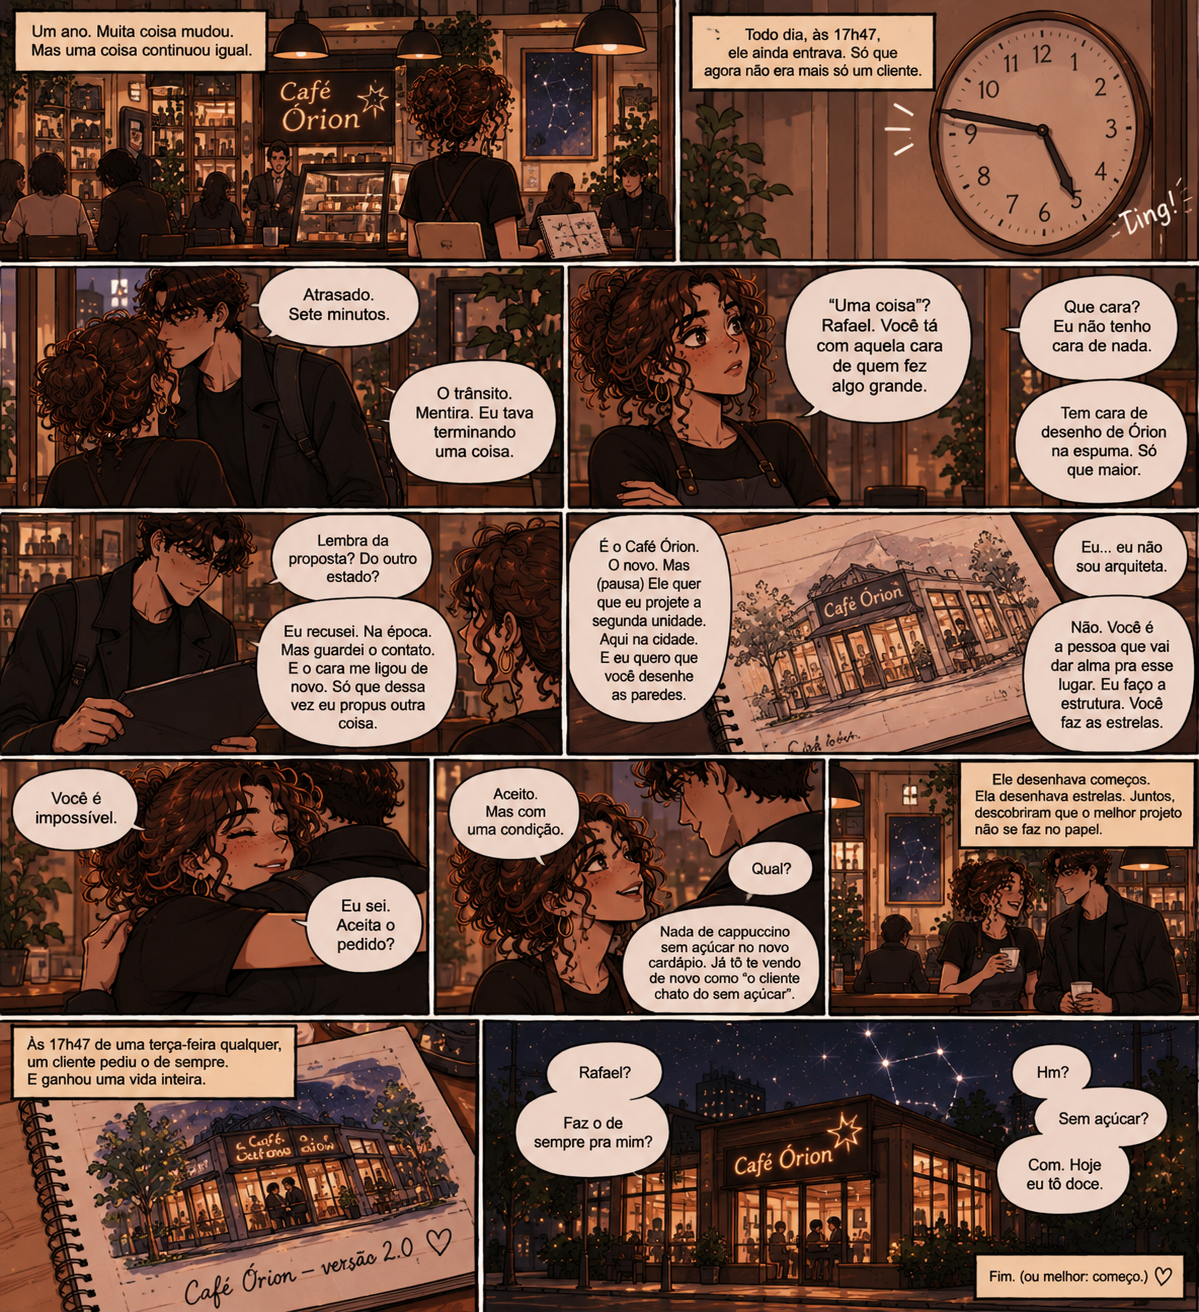 Um ano. Muita coisa mudou.
Mas uma coisa continuou igual.
Café
Órion
Todo dia, às 17h47,
ele ainda entrava. Só que
agora não era mais só um cliente.
12
1
2
3
4
5
6
7
8
9
10
11
Ting!
Atrasado.
Sete minutos.
O trânsito.
Mentira. Eu tava
terminando
uma coisa.
“Uma coisa”?
Rafael. Você tá
com aquela cara
de quem fez
algo grande.
Que cara?
Eu não tenho
cara de nada.
Tem cara de
desenho de Órion
na espuma. Só
que maior.
Lembra da
proposta? Do outro
estado?
Eu recusei. Na época.
Mas guardei o contato.
E o cara me ligou de
novo. Só que dessa
vez eu propus outra
coisa.
É o Café Órion.
O novo. Mas
(pausa) Ele quer
que eu projete a
segunda unidade.
Aqui na cidade.
E eu quero que
você desenhe
as paredes.
Café Órion
Eu... eu não
sou arquiteta.
Não. Você é
a pessoa que vai
dar alma pra esse
lugar. Eu faço a
estrutura. Você
faz as estrelas.
Você é
impossível.
Eu sei.
Aceita o
pedido?
Aceito.
Mas com
uma condição.
Qual?
Nada de cappuccino
sem açúcar no novo
cardápio. Já tô te vendo
de novo como “o cliente
chato do sem açúcar”.
Ele desenhava começos.
Ela desenhava estrelas. Juntos,
descobriram que o melhor projeto
não se faz no papel.
Às 17h47 de uma terça-feira qualquer,
um cliente pediu o de sempre.
E ganhou uma vida inteira.
Café Órion – versão 2.0 ♡
Rafael?
Faz o de
sempre pra mim?
Hm?
Sem açúcar?
Com. Hoje
eu tô doce.
Café Órion
Fim. (ou melhor: começo.) ♡